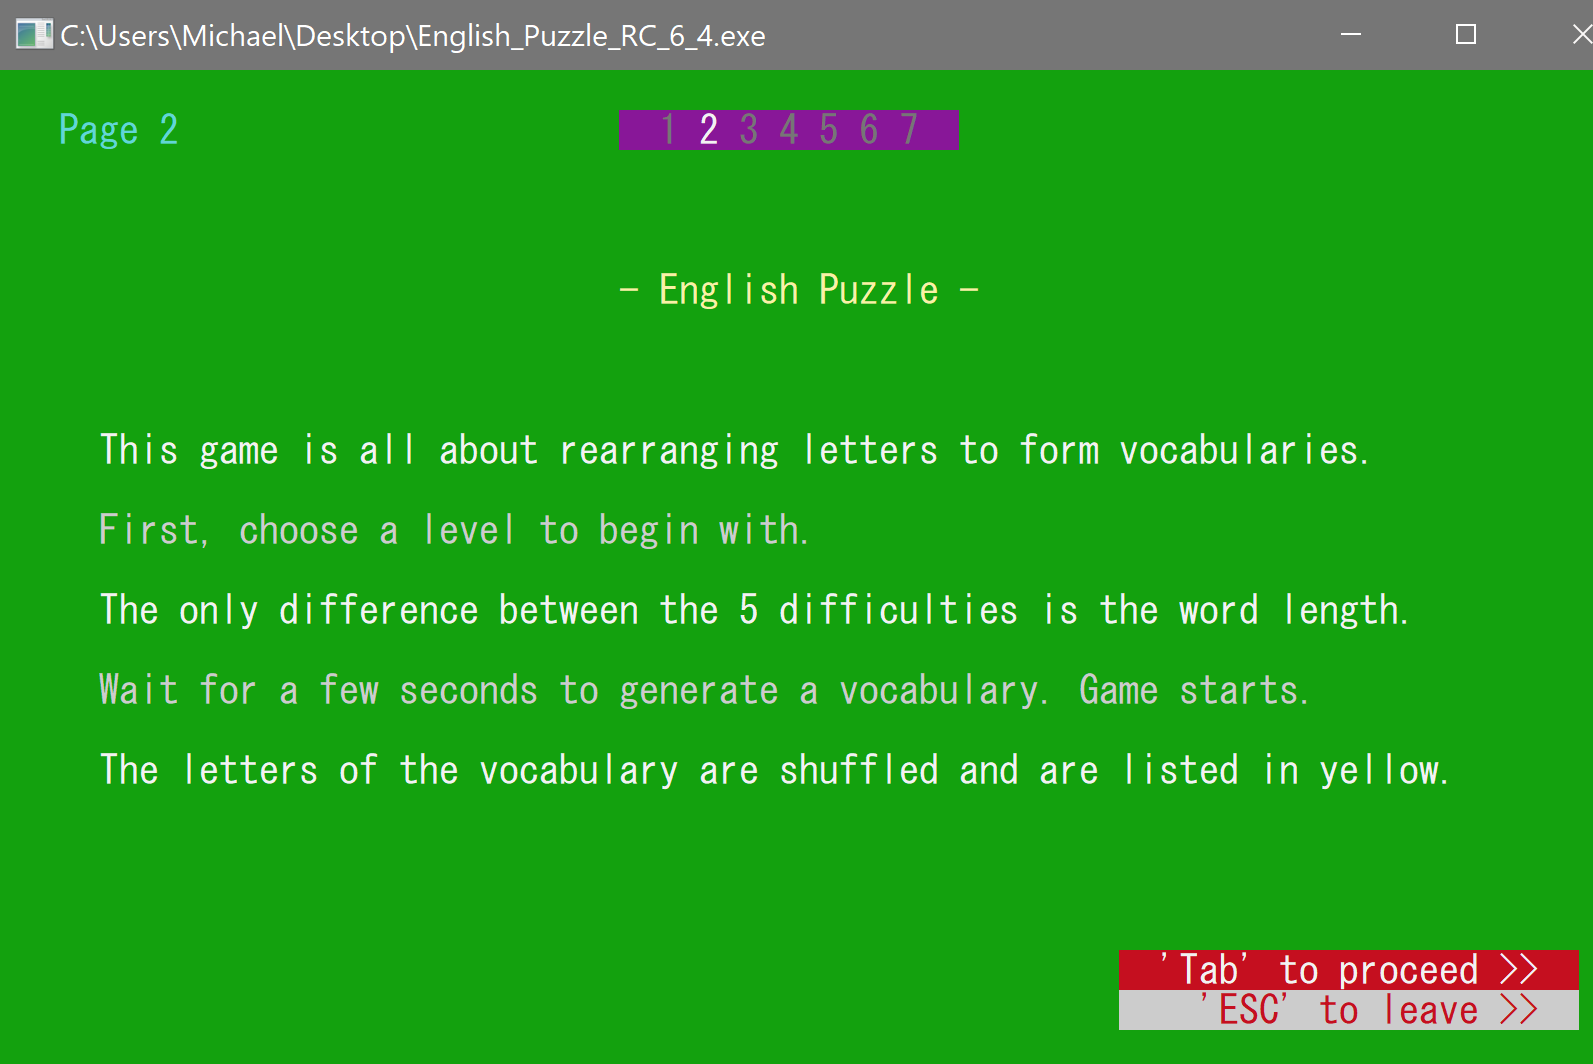 C:\Users\Michael\Desktop\English_Puzzle_RC_6_4.exe
Page 2 1 2 3 4 5 6 7
- English Puzzle -
This game is all about rearranging letters to form vocabularies.
First, choose a level to begin with.
The only difference between the 5 difficulties is the word length.
Wait for a few seconds to generate a vocabulary. Game starts.
The letters of the vocabulary are shuffled and are listed in yellow.
'Tab' to proceed >>
'ESC' to leave >>